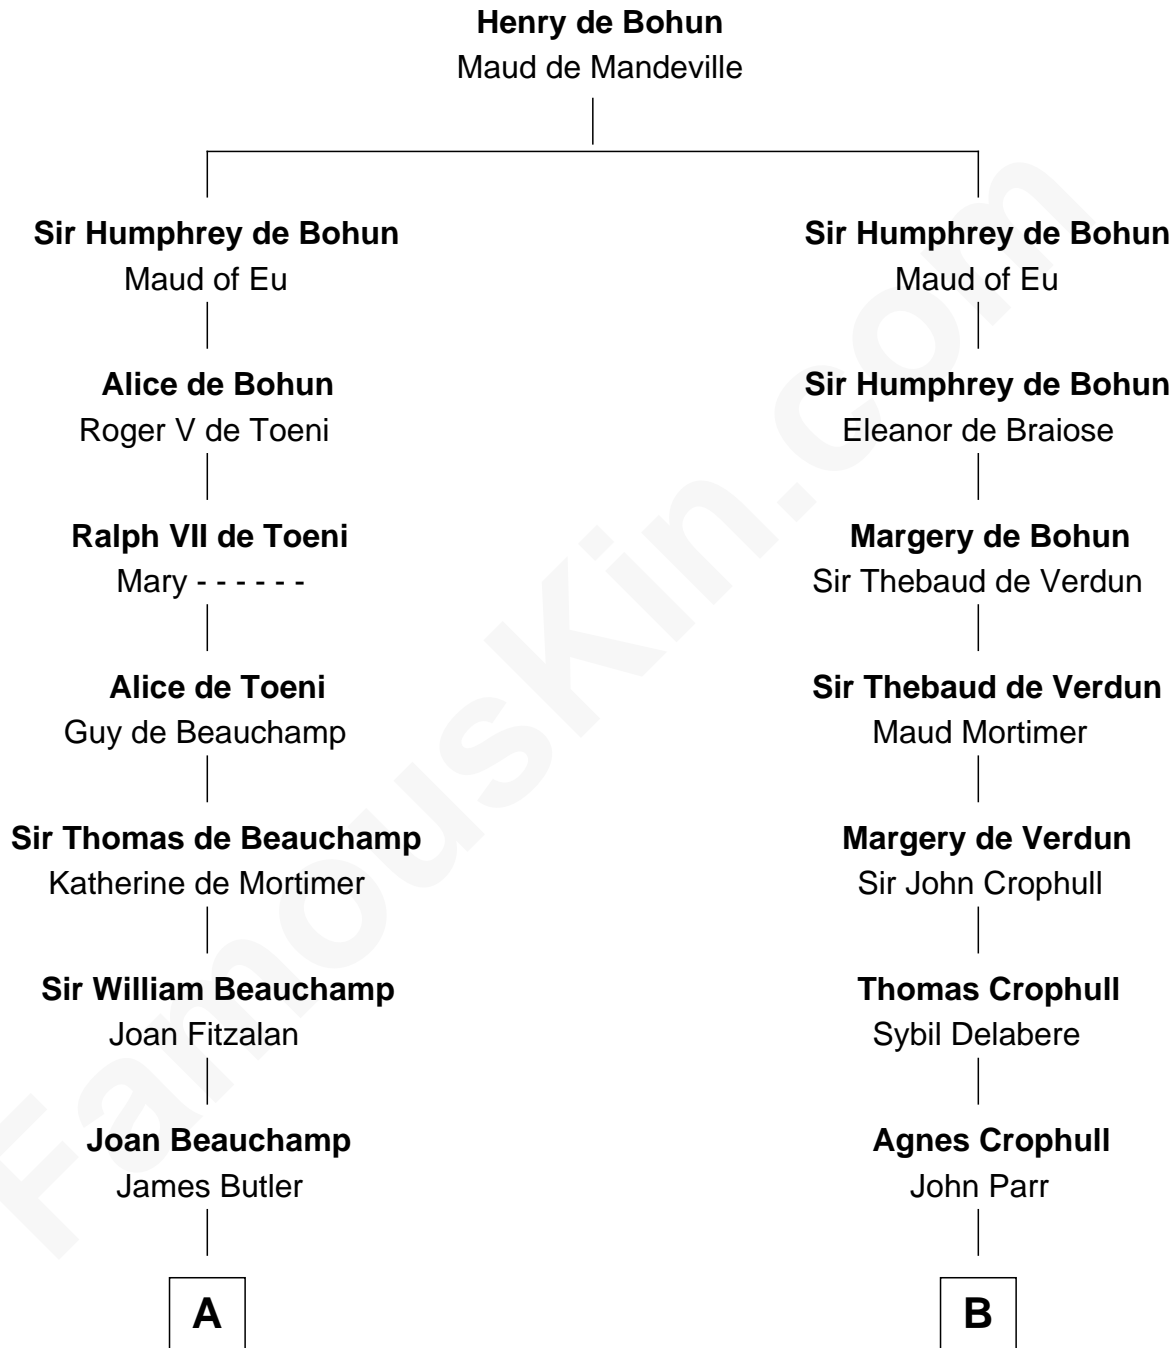 Henry de Bohun
Maud de Mandeville
Sir Humphrey de Bohun
Maud of Eu
Sir Humphrey de Bohun
Maud of Eu
Alice de Bohun
Roger V de Toeni
Sir Humphrey de Bohun
Eleanor de Braiose
Ralph VII de Toeni
Mary - - - - - -
Margery de Bohun
Sir Thebaud de Verdun
Alice de Toeni
Guy de Beauchamp
Sir Thebaud de Verdun
Maud Mortimer
Sir Thomas de Beauchamp
Katherine de Mortimer
Margery de Verdun
Sir John Crophull
Sir William Beauchamp
Joan Fitzalan
Thomas Crophull
Sybil Delabere
Joan Beauchamp
James Butler
Agnes Crophull
John Parr
A
B
FamousKin.com